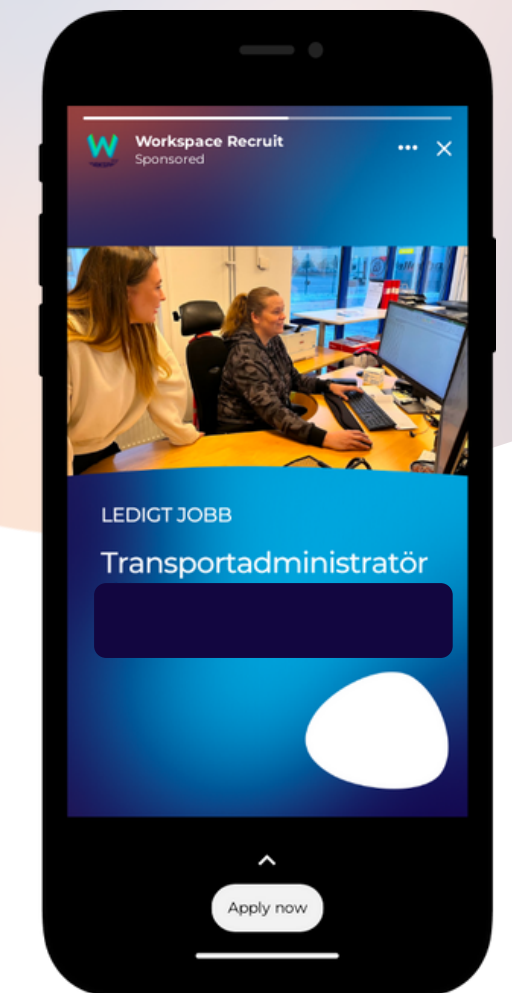 Workspace Recruit
Sponsored
LEDIGT JOBB
Transportadministratör
Apply now